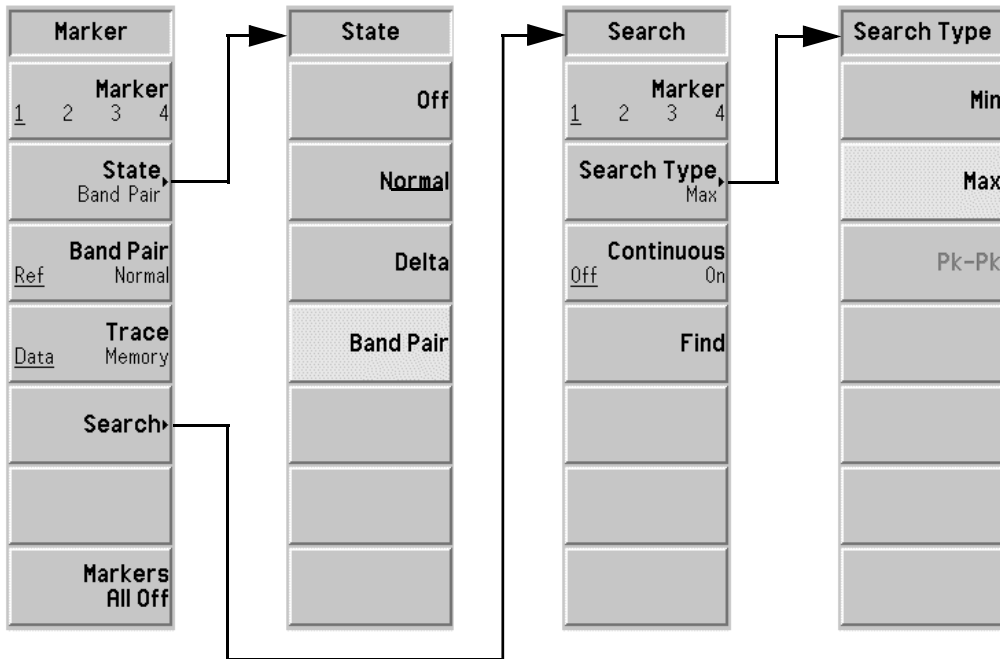 Marker
Marker
1 2 3 4
State
Band Pair
Band Pair
Ref Normal
Trace
Data Memory
Search
Markers
All Off
State
Off
Normal
Delta
Band Pair
Search
Marker
1 2 3 4
Search Type
Max
Continuous
Off On
Find
Search Type
Min
Max
Pk-Pk